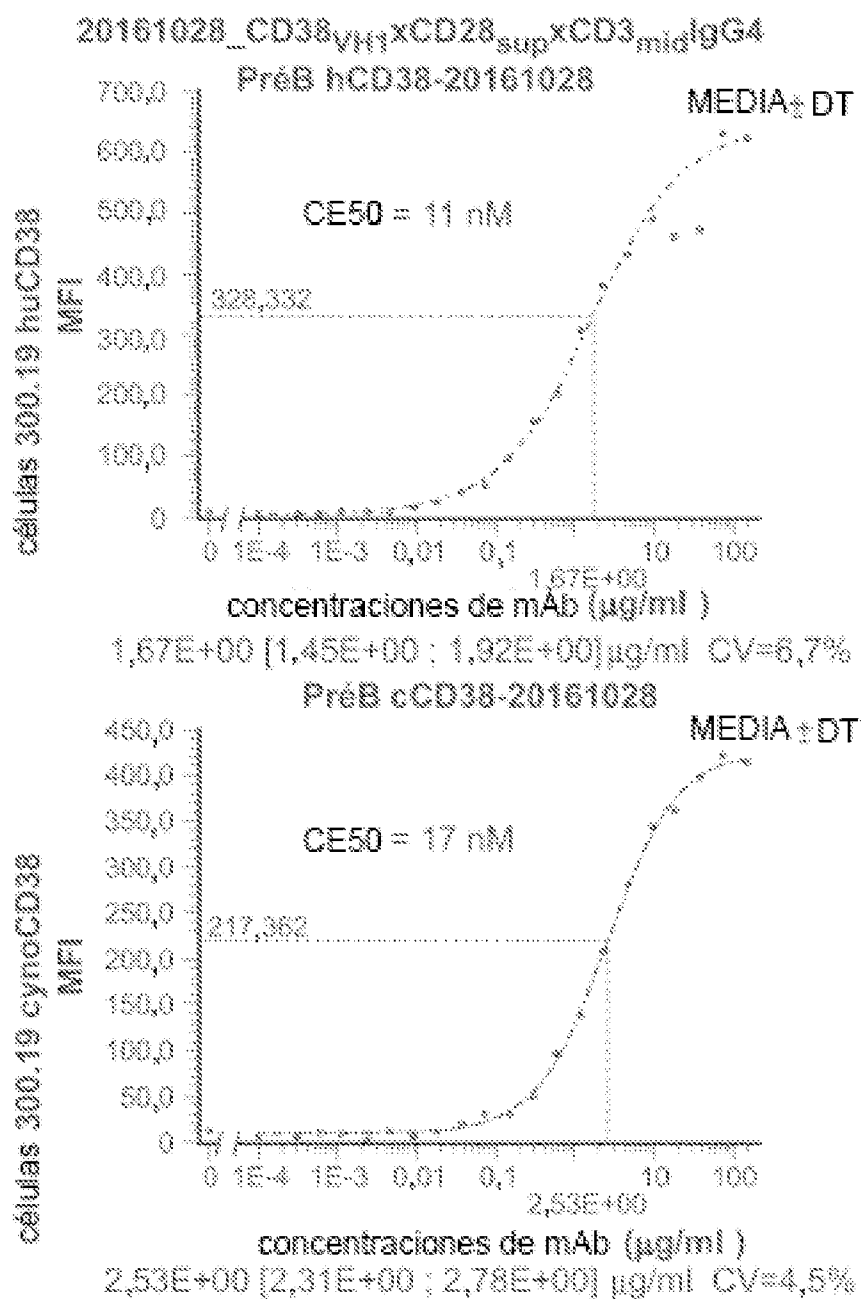 20161028_CD38VH1xCD28supxCD3midIgG4
PréB hCD38-20161028
MEDIA ± DT
700,0
600,0
500,0
400,0
300,0
200,0
100,0
0
células 300.19 huCD38
MFI
CE50 = 11 nM
328,332
0 1E-4 1E-3 0,01 0,1 10 100
1,67E+00
concentraciones de mAb (µg/ml )
1,67E+00 [1,45E+00 ; 1,92E+00]µg/ml CV=6,7%
PréB cCD38-20161028
MEDIA ± DT
450,0
400,0
350,0
300,0
250,0
200,0
150,0
100,0
50,0
0
células 300.19 cynoCD38
MFI
CE50 = 17 nM
217,362
0 1E-4 1E-3 0,01 0,1 10 100
2,53E+00
concentraciones de mAb (µg/ml )
2,53E+00 [2,31E+00 ; 2,78E+00] µg/ml CV=4,5%